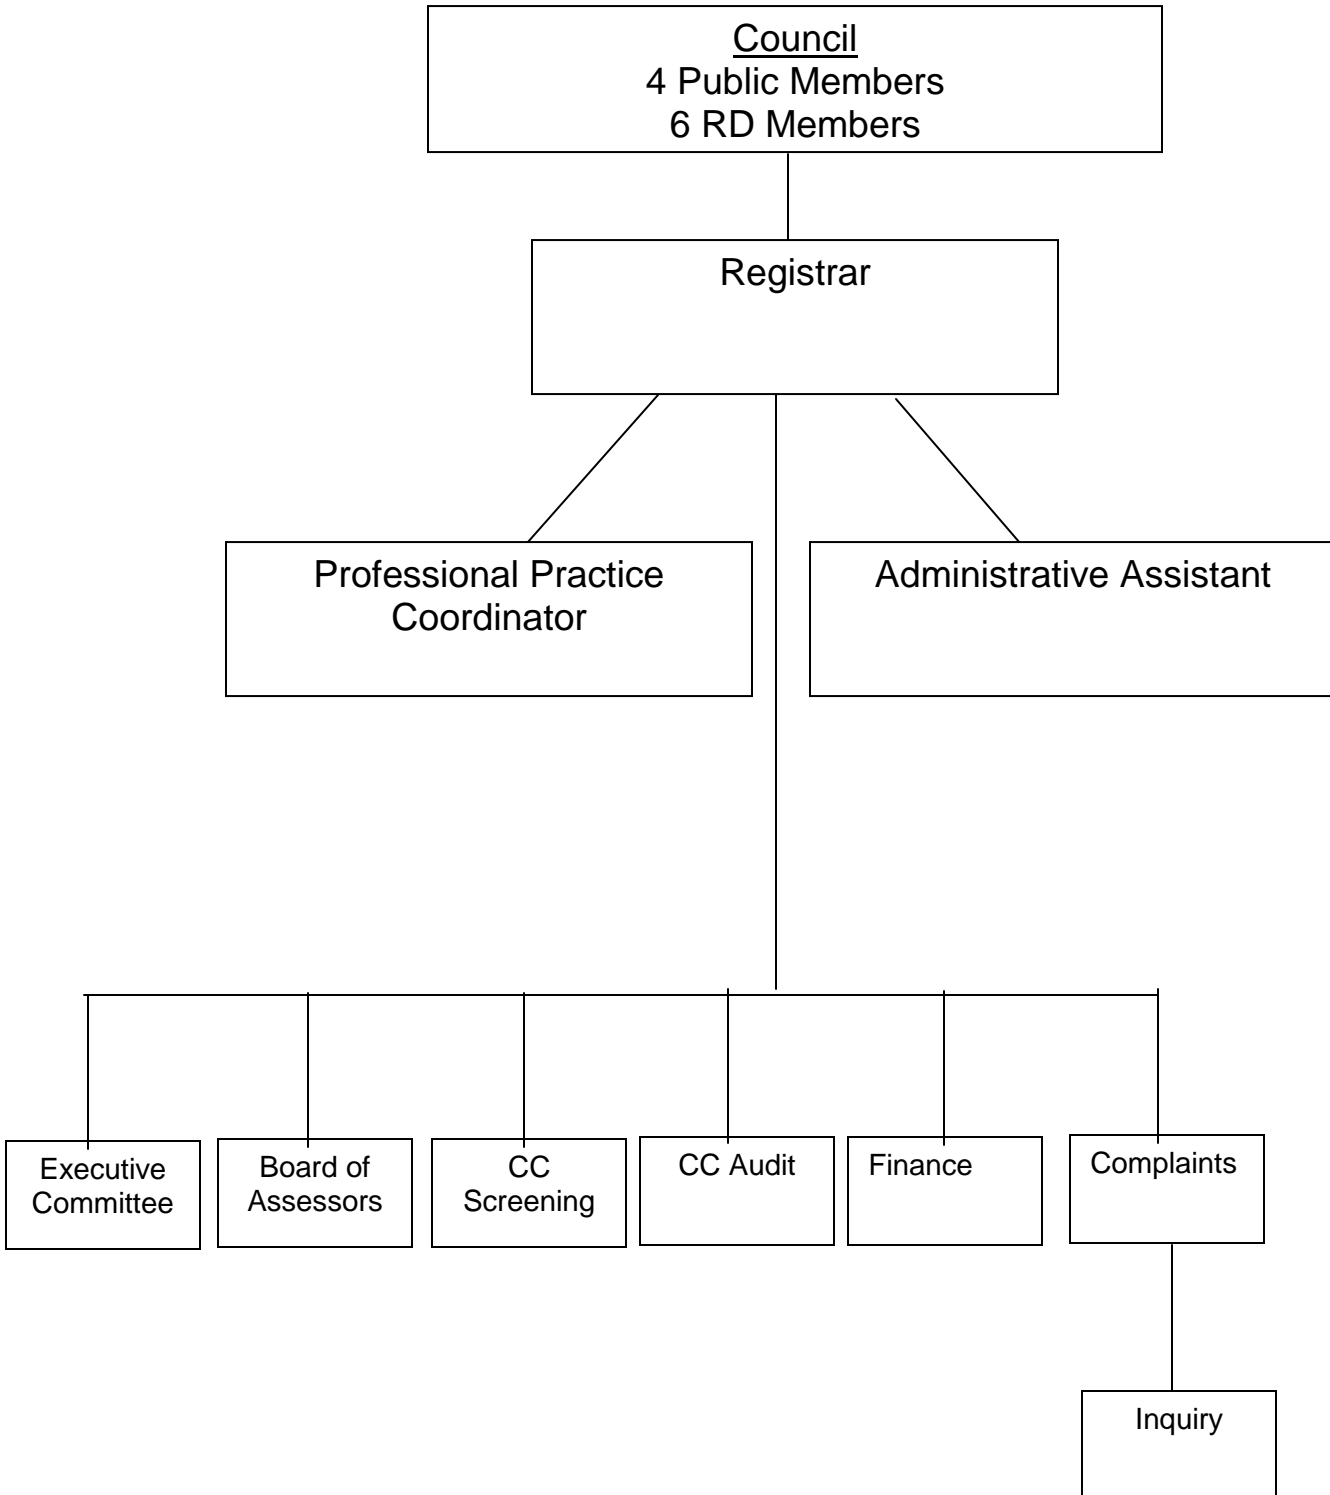 Council
4 Public Members
6 RD Members
Registrar
Professional Practice
Coordinator
Administrative Assistant
Executive
Committee
Board of
Assessors
CC
Screening
CC Audit
Finance
Complaints
Inquiry